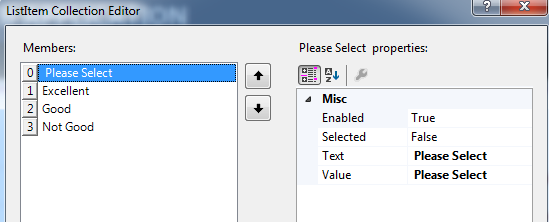 ListItem Collection Editor
Members:
0 Please Select
1 Excellent
2 Good
3 Not Good
Please Select properties:
Misc
Enabled True
Selected False
Text Please Select
Value Please Select